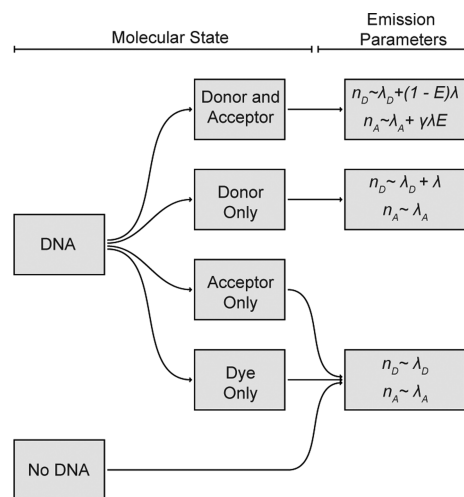 Molecular State
Emission
Parameters
Donor and
Acceptor
n_D~λ_D+(1 - E)λ
n_A~λ_A+ γλE
Donor
Only
n_D~ λ_D + λ
n_A~ λ_A
DNA
Acceptor
Only
Dye
Only
n_D~ λ_D
n_A~ λ_A
No DNA